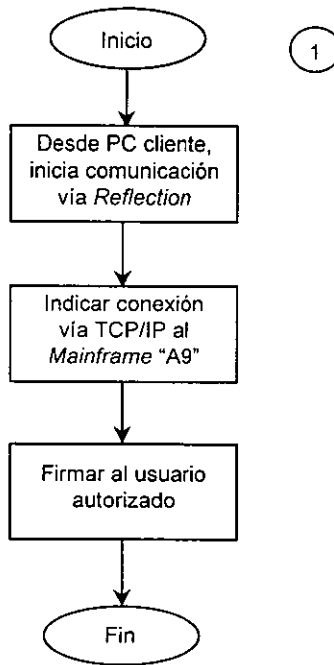 Inicio
1
Desde PC cliente,
inicia comunicación
vía Reflection
Indicar conexión
vía TCP/IP al
Mainframe “A9”
Firmar al usuario
autorizado
Fin